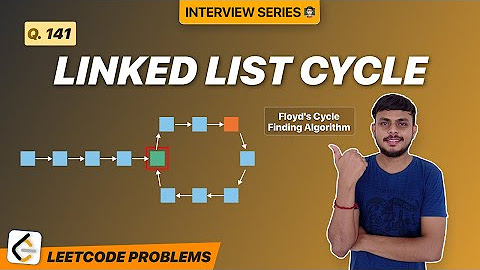 INTERVIEW SERIES 👨🏻‍💻
Q. 141
LINKED LIST CYCLE
Floyd's Cycle
Finding Algorithm
LEETCODE PROBLEMS